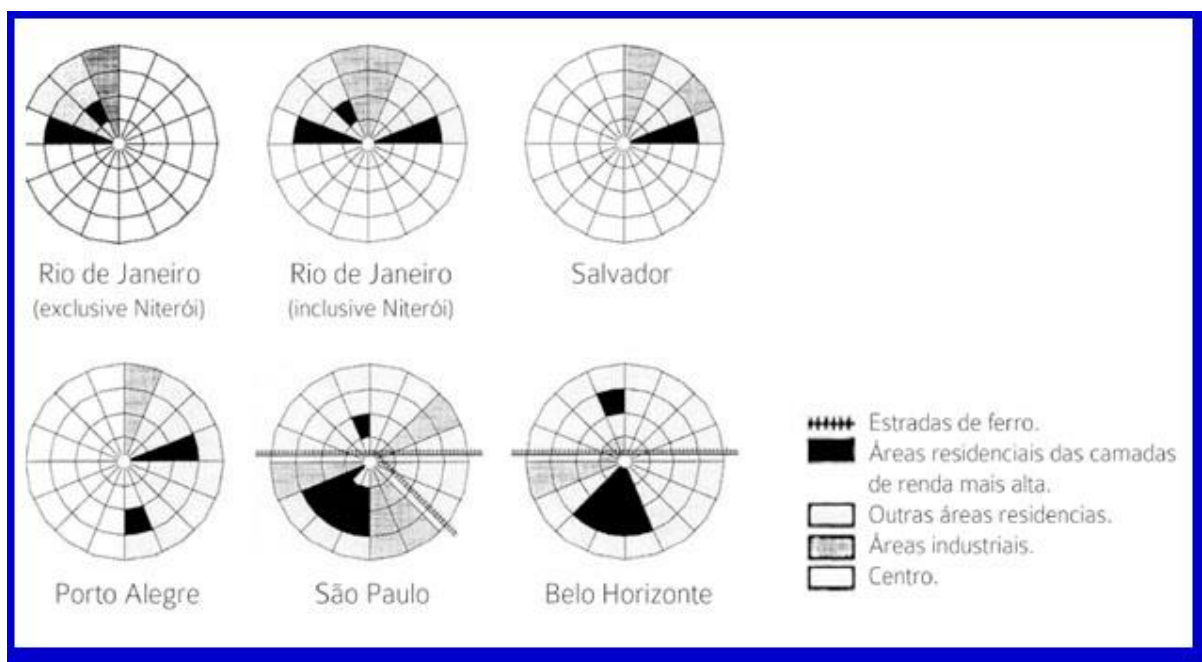 Rio de Janeiro
(exclusive Niterói)
Rio de Janeiro
(inclusive Niterói)
Salvador
Porto Alegre
São Paulo
Belo Horizonte
Estradas de ferro.
Áreas residenciais das camadas
de renda mais alta.
Outras áreas residencias.
Áreas industriais.
Centro.